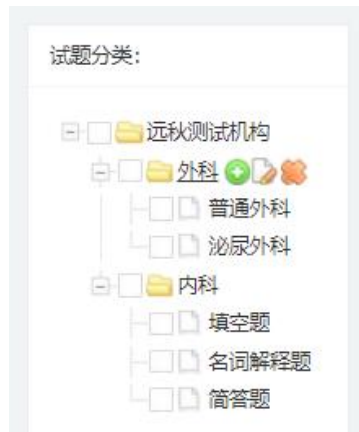 试题分类:
远秋测试机构
外科
普通外科
泌尿外科
内科
填空题
名词解释题
简答题